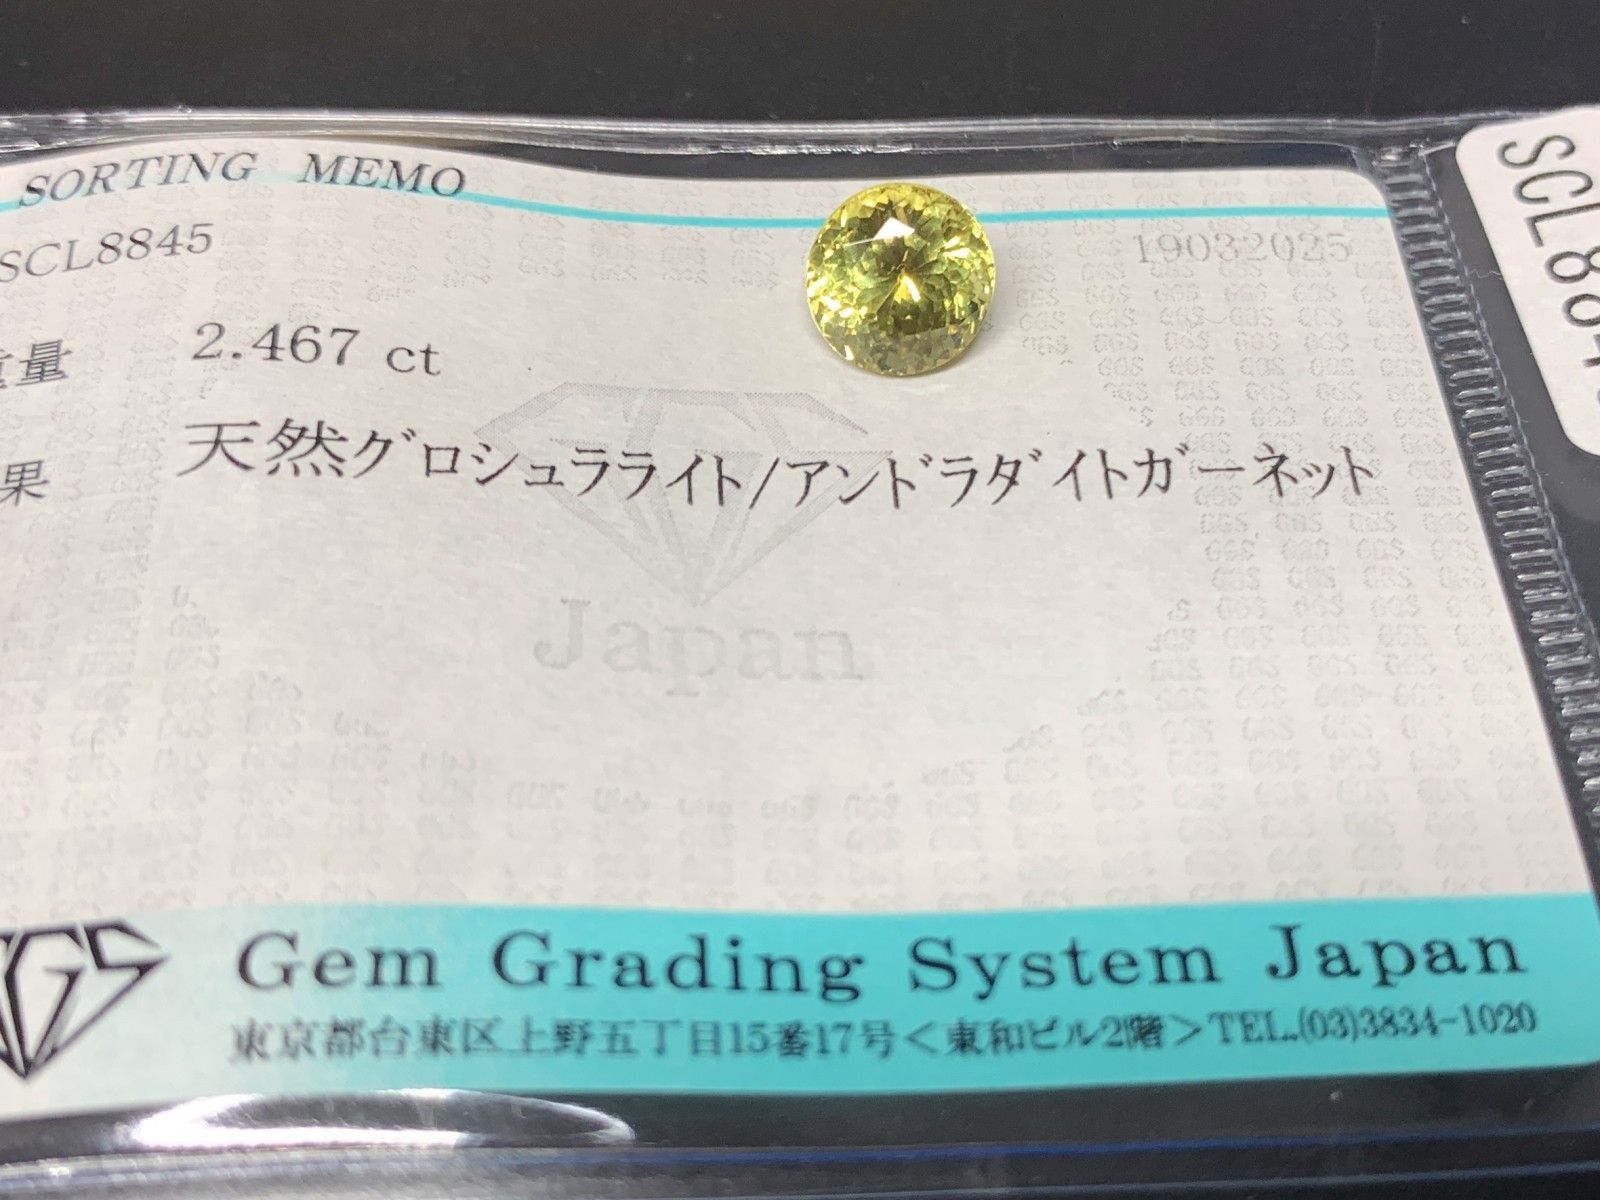 SORTING MEMO
SCL8845 19032025
重量 2.467 ct
果 天然グロシュラライト/アンドラダイトガーネット
Japan
GGS Gem Grading System Japan
東京都台東区上野五丁目15番17号<東和ビル2階>TEL.(03)3834-1020
SCL884